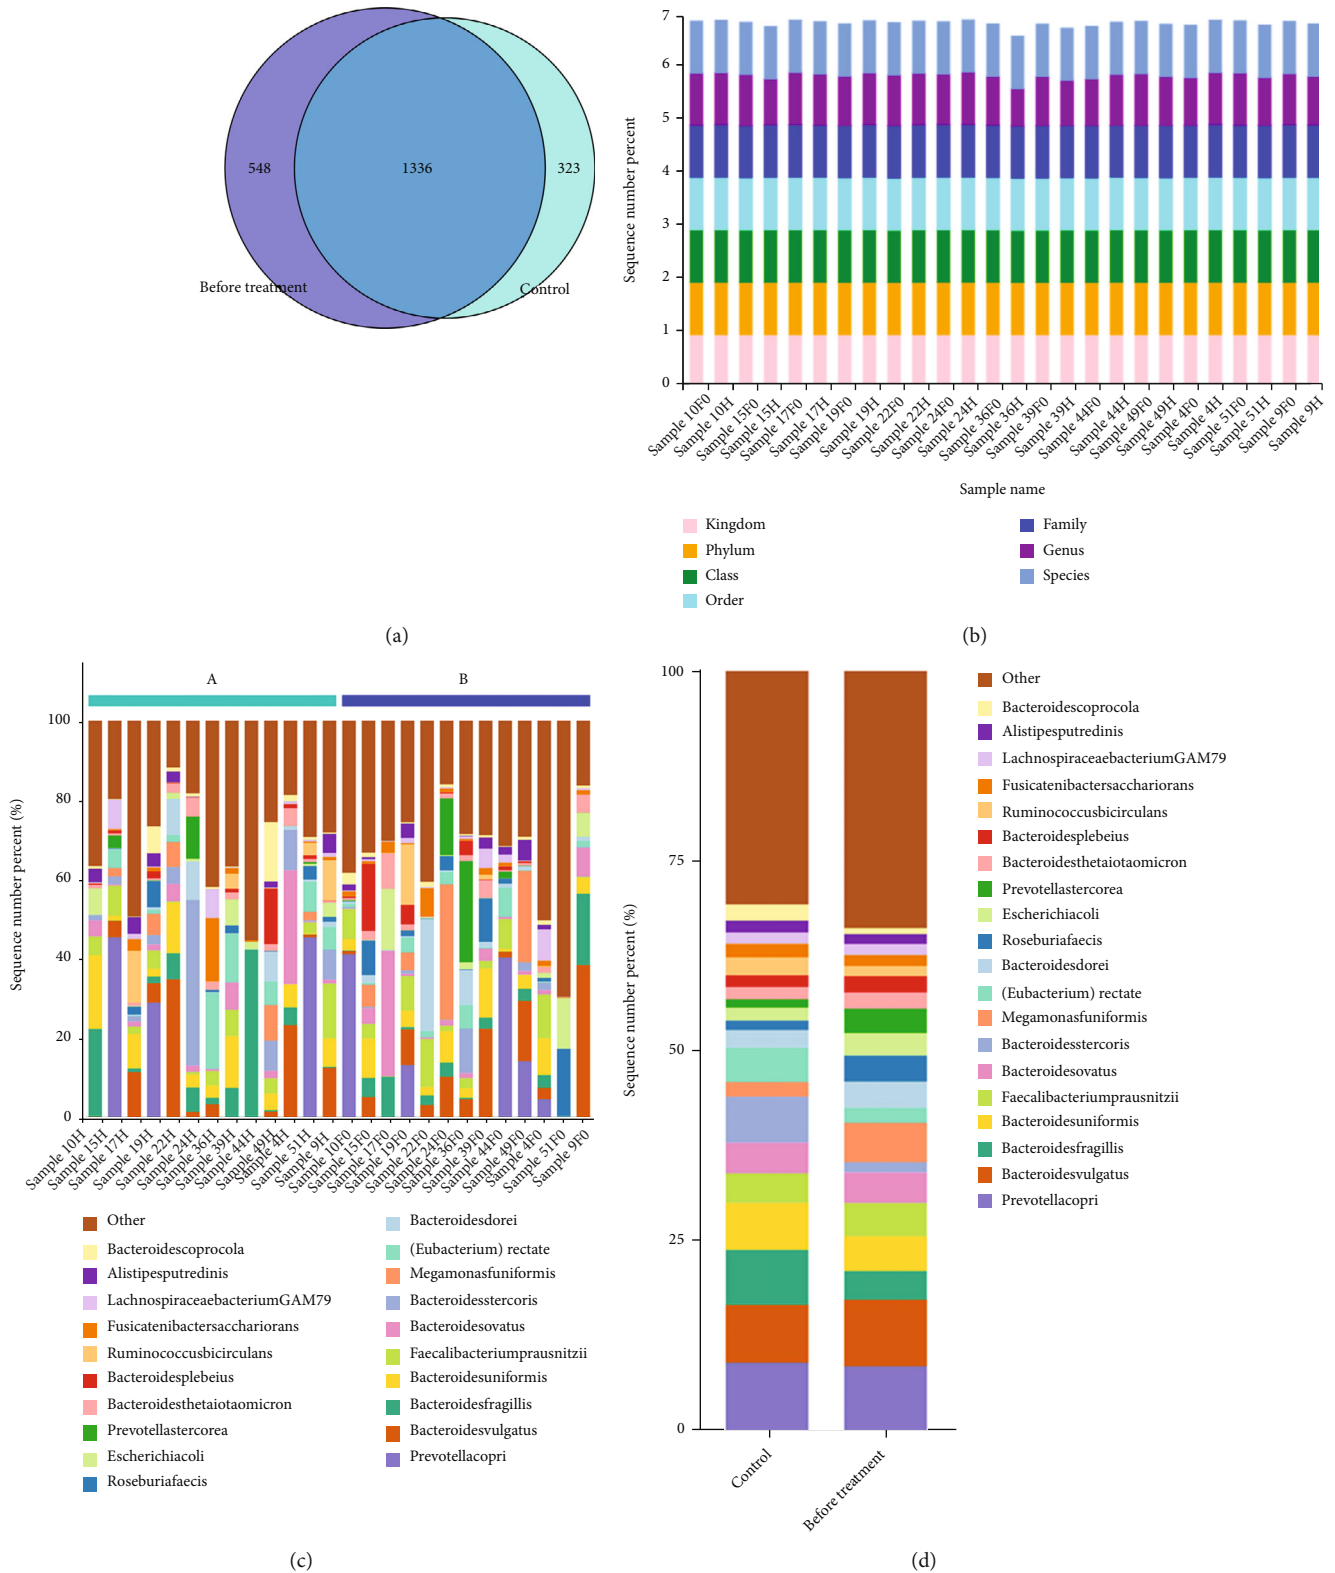 548
1336
323
Before treatment
Control
(a)
Sequence number percent
7
6
5
4
3
2
1
0
Sample 10F0
Sample 10H
Sample 15F0
Sample 15H
Sample 17F0
Sample 17H
Sample 19F0
Sample 19H
Sample 22F0
Sample 22H
Sample 24F0
Sample 24H
Sample 36F0
Sample 36H
Sample 39F0
Sample 39H
Sample 44F0
Sample 44H
Sample 49F0
Sample 49H
Sample 4F0
Sample 4H
Sample 51F0
Sample 51H
Sample 9F0
Sample 9H
Sample name
Kingdom
Phylum
Class
Order
Family
Genus
Species
(b)
A
B
Sequence number percent (%)
100
80
60
40
20
0
Sample 10H
Sample 15H
Sample 17H
Sample 19H
Sample 22H
Sample 24H
Sample 36H
Sample 39H
Sample 44H
Sample 49H
Sample 4H
Sample 51H
Sample 9H
Sample 10F0
Sample 15F0
Sample 17F0
Sample 19F0
Sample 22F0
Sample 24F0
Sample 36F0
Sample 39F0
Sample 44F0
Sample 49F0
Sample 4F0
Sample 51F0
Sample 9F0
Other
Bacteroidescoprocola
Alistipesputredinis
LachnospiraceaebacteriumGAM79
Fusicatenibactersacchariorans
Ruminococcusbicirculans
Bacteroidesplebeius
Bacteroidesthetaiotaomicron
Prevotellastercorea
Escherichiacoli
Roseburiafaecis
Bacteroidesdorei
(Eubacterium) rectate
Megamonasfuniformis
Bacteroidesstercoris
Bacteroidesovatus
Faecalibacteriumprausnitzii
Bacteroidesuniformis
Bacteroidesfragillis
Bacteroidesvulgatus
Prevotellacopri
(c)
Sequence number percent (%)
100
75
50
25
0
Control
Before treatment
Other
Bacteroidescoprocola
Alistipesputredinis
LachnospiraceaebacteriumGAM79
Fusicatenibactersacchariorans
Ruminococcusbicirculans
Bacteroidesplebeius
Bacteroidesthetaiotaomicron
Prevotellastercorea
Escherichiacoli
Roseburiafaecis
Bacteroidesdorei
(Eubacterium) rectate
Megamonasfuniformis
Bacteroidesstercoris
Bacteroidesovatus
Faecalibacteriumprausnitzii
Bacteroidesuniformis
Bacteroidesfragillis
Bacteroidesvulgatus
Prevotellacopri
(d)